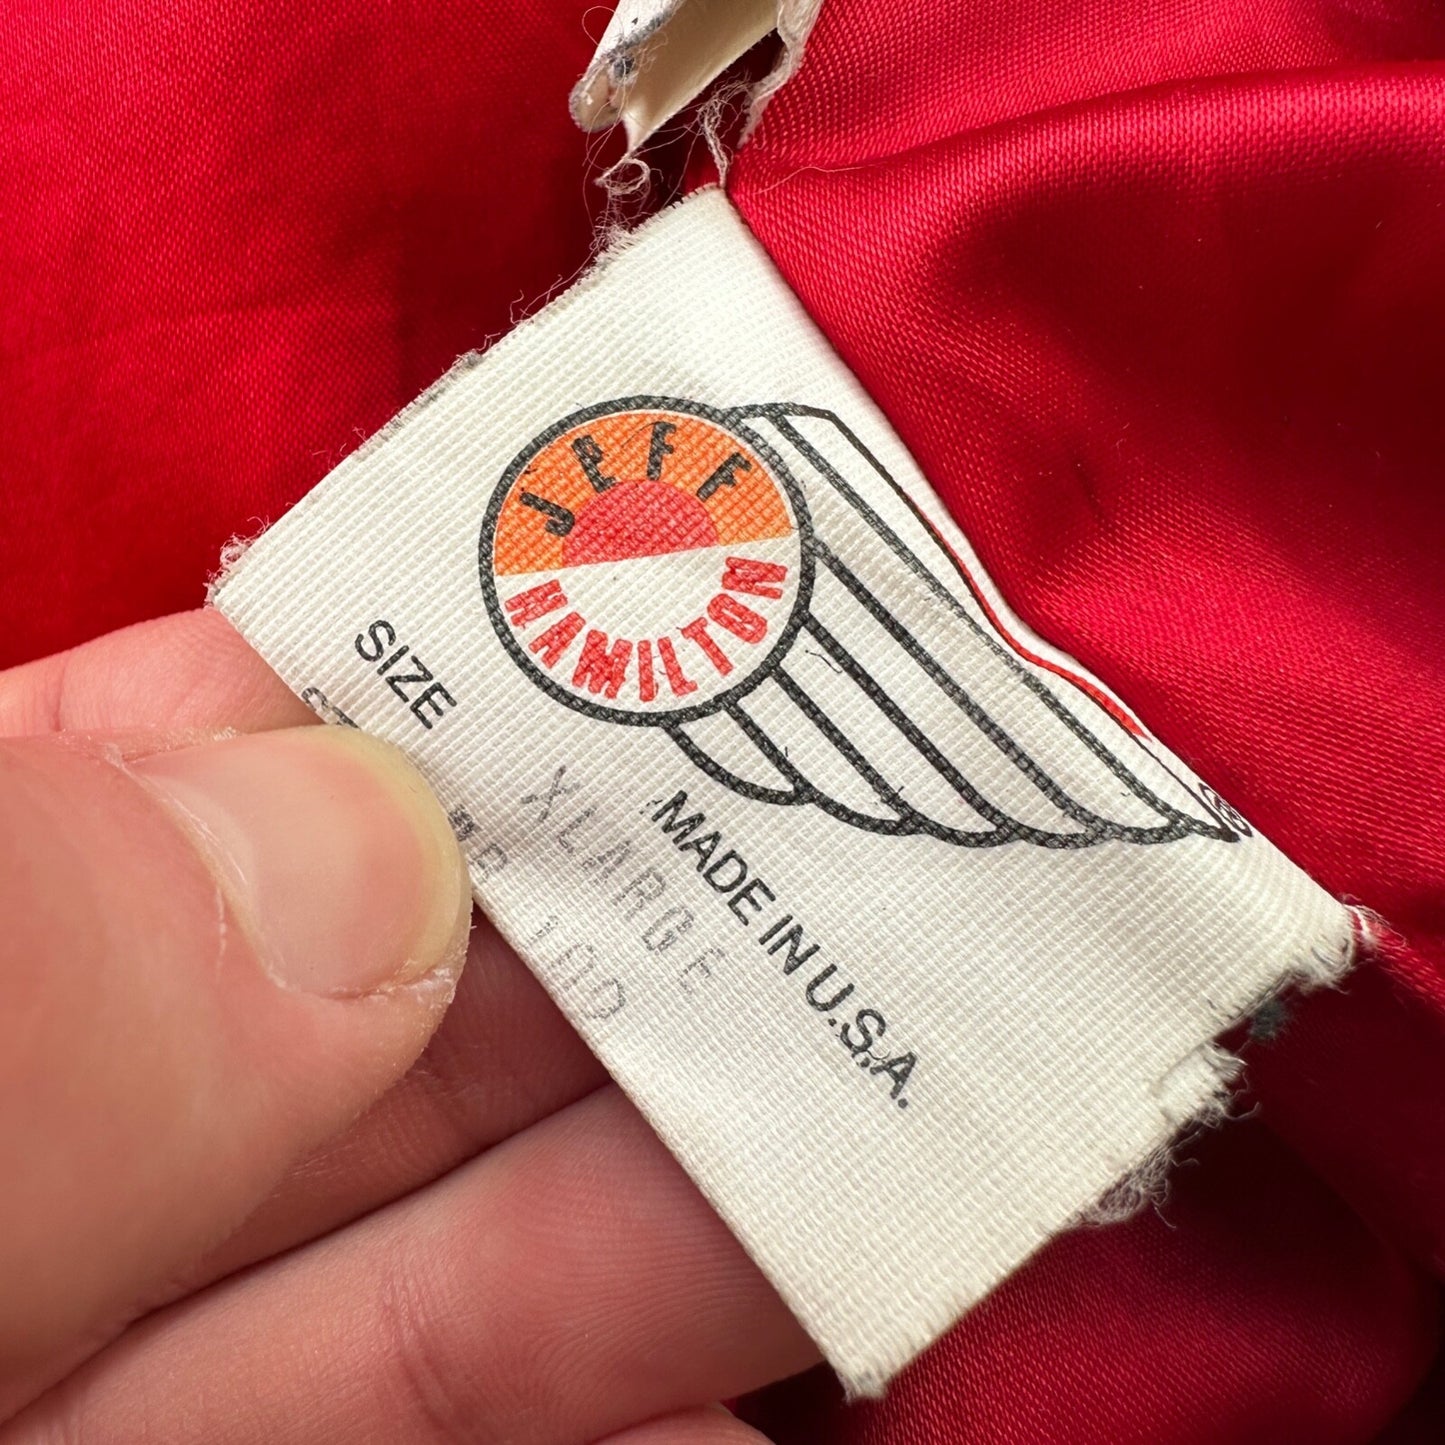 JEFF
HAMILTON
®
SIZE
XLARGE
MADE IN U.S.A.